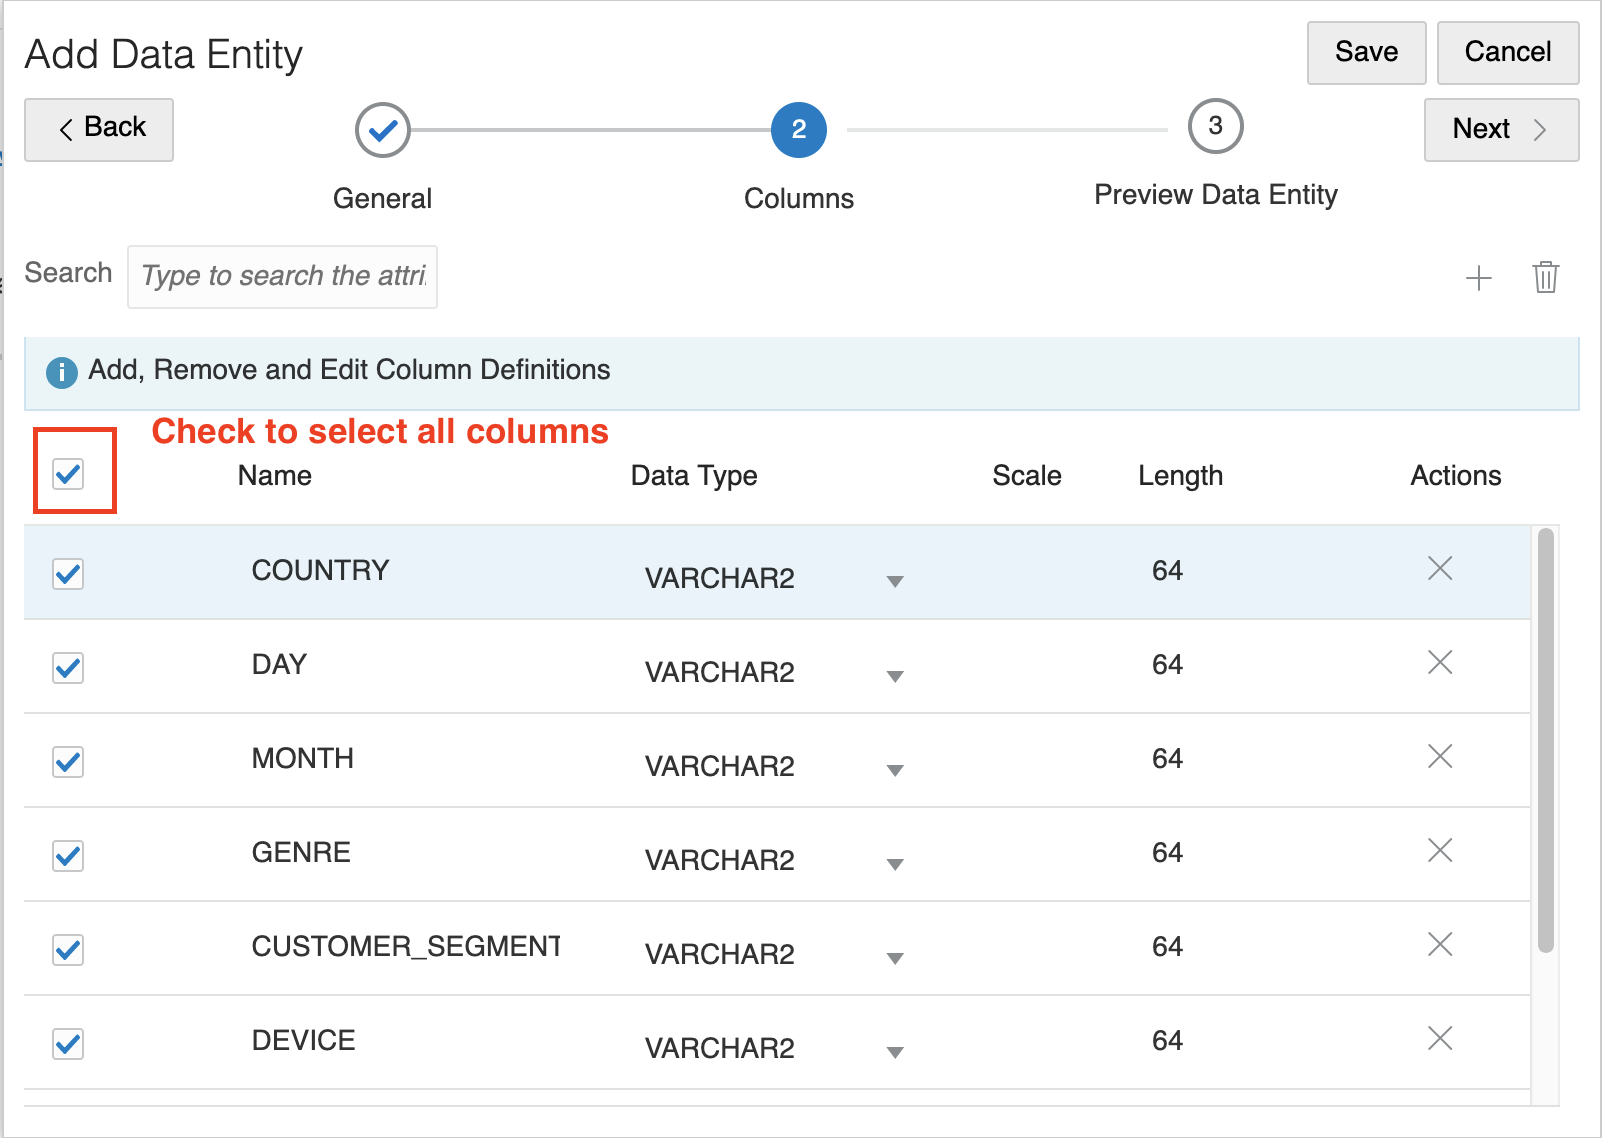 Add Data Entity
Save
Cancel
Back
2
3
Next
General
Columns
Preview Data Entity
Search
Type to search the attri
Add, Remove and Edit Column Definitions
Check to select all columns
Name Data Type Scale Length Actions
COUNTRY VARCHAR2 64
DAY VARCHAR2 64
MONTH VARCHAR2 64
GENRE VARCHAR2 64
CUSTOMER_SEGMENT VARCHAR2 64
DEVICE VARCHAR2 64